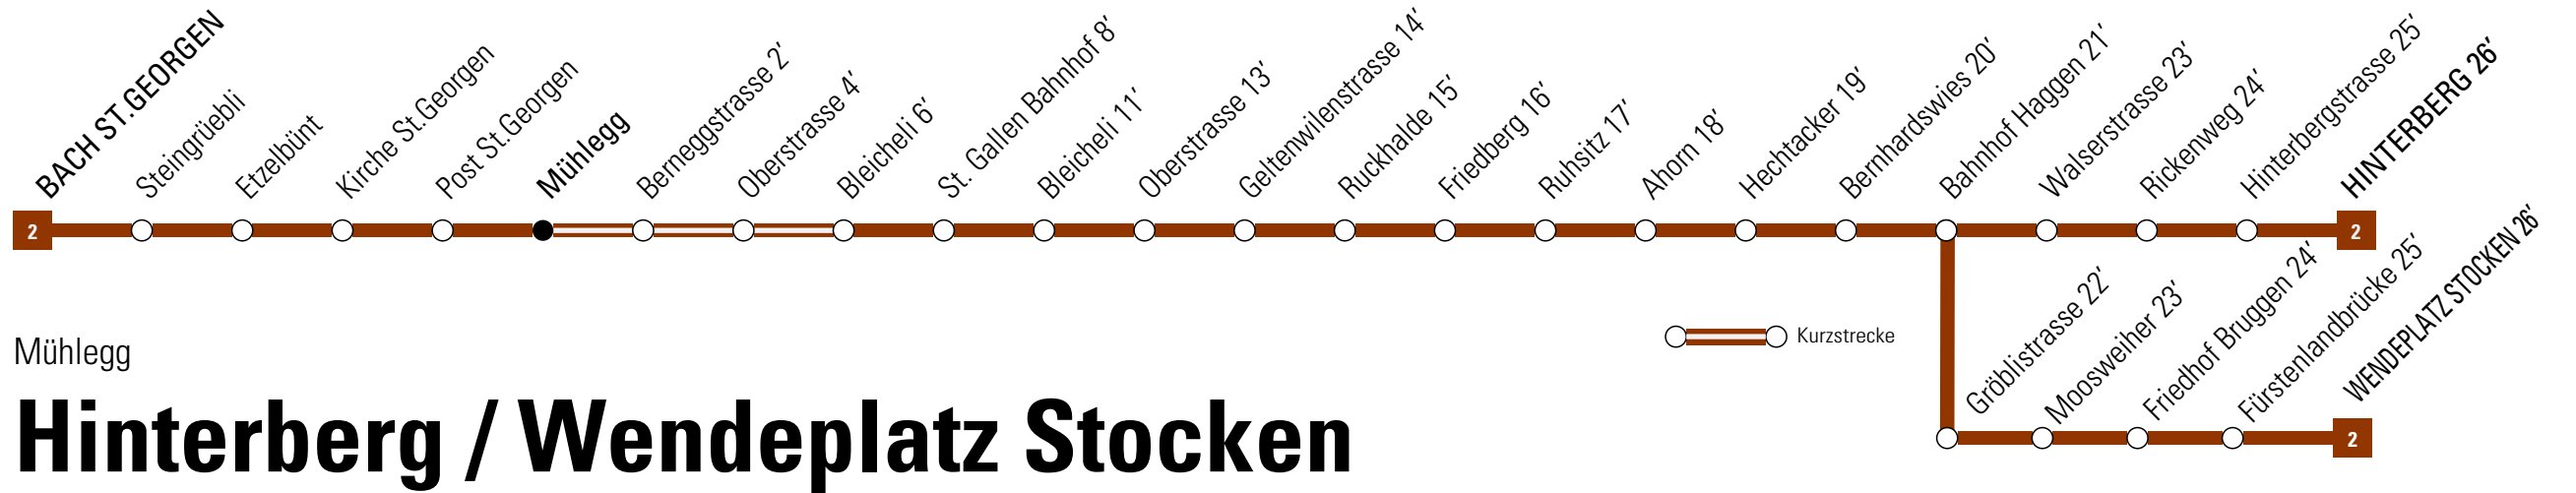 BACH ST.GEORGEN
Steingrüebli
Etzelbünt
Kirche St.Georgen
Post St.Georgen
Mühlegg
Berneggstrasse 2′
Oberstrasse 4′
Bleicheli 6′
St. Gallen Bahnhof 8′
Bleicheli 11′
Oberstrasse 13′
Geltenwilenstrasse 14′
Ruckhalde 15′
Friedberg 16′
Ruhsitz 17′
Ahorn 18′
Hechtacker 19′
Bernhardswies 20′
Bahnhof Haggen 21′
Walserstrasse 23′
Rickenweg 24′
Hinterbergstrasse 25′
HINTERBERG 26′
2
2
Gröblistrasse 22′
Moosweiher 23′
Friedhof Bruggen 24′
Fürstenlandbrücke 25′
WENDEPLATZ STOCKEN 26′
2
Kurzstrecke
Mühlegg
Hinterberg / Wendeplatz Stocken